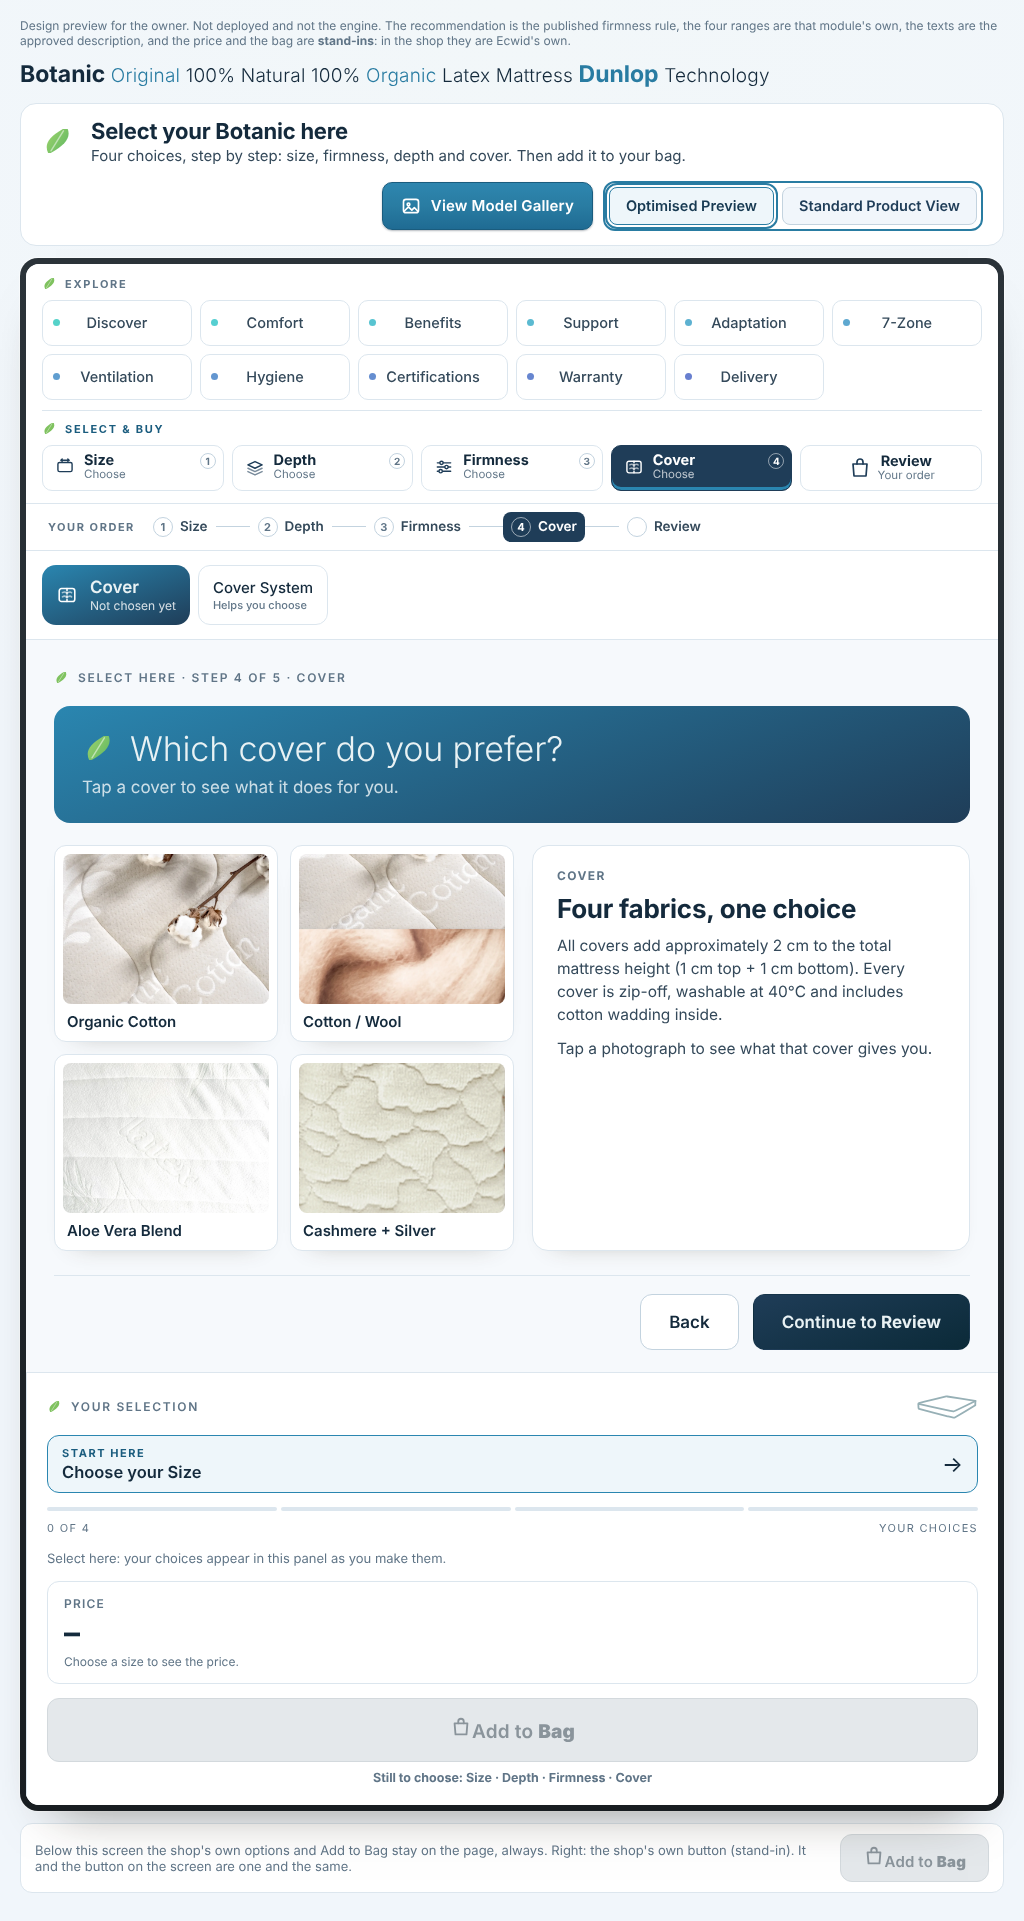 Design preview for the owner. Not deployed and not the engine. The recommendation is the published firmness rule, the four ranges are that module's own, the texts are the
approved description, and the price and the bag are stand-ins: in the shop they are Ecwid's own.
Botanic Original 100% Natural 100% Organic Latex Mattress Dunlop Technology
Select your Botanic here
Four choices, step by step: size, firmness, depth and cover. Then add it to your bag.
View Model Gallery
Optimised Preview
Standard Product View
EXPLORE
Discover
Comfort
Benefits
Support
Adaptation
7-Zone
Ventilation
Hygiene
Certifications
Warranty
Delivery
SELECT & BUY
Size
Choose
1
Depth
Choose
2
Firmness
Choose
3
Cover
Choose
4
Review
Your order
YOUR ORDER
1 Size
2 Depth
3 Firmness
4 Cover
Review
Cover
Not chosen yet
Cover System
Helps you choose
SELECT HERE · STEP 4 OF 5 · COVER
Which cover do you prefer?
Tap a cover to see what it does for you.
Cotton
Organic Cotton
Cotton
Cotton / Wool
Aloe Vera Blend
Cashmere + Silver
COVER
Four fabrics, one choice
All covers add approximately 2 cm to the total
mattress height (1 cm top + 1 cm bottom). Every
cover is zip-off, washable at 40°C and includes
cotton wadding inside.
Tap a photograph to see what that cover gives you.
Back
Continue to Review
YOUR SELECTION
START HERE
Choose your Size
0 OF 4
YOUR CHOICES
Select here: your choices appear in this panel as you make them.
PRICE
–
Choose a size to see the price.
Add to Bag
Still to choose: Size · Depth · Firmness · Cover
Below this screen the shop's own options and Add to Bag stay on the page, always. Right: the shop's own button (stand-in). It
and the button on the screen are one and the same.
Add to Bag